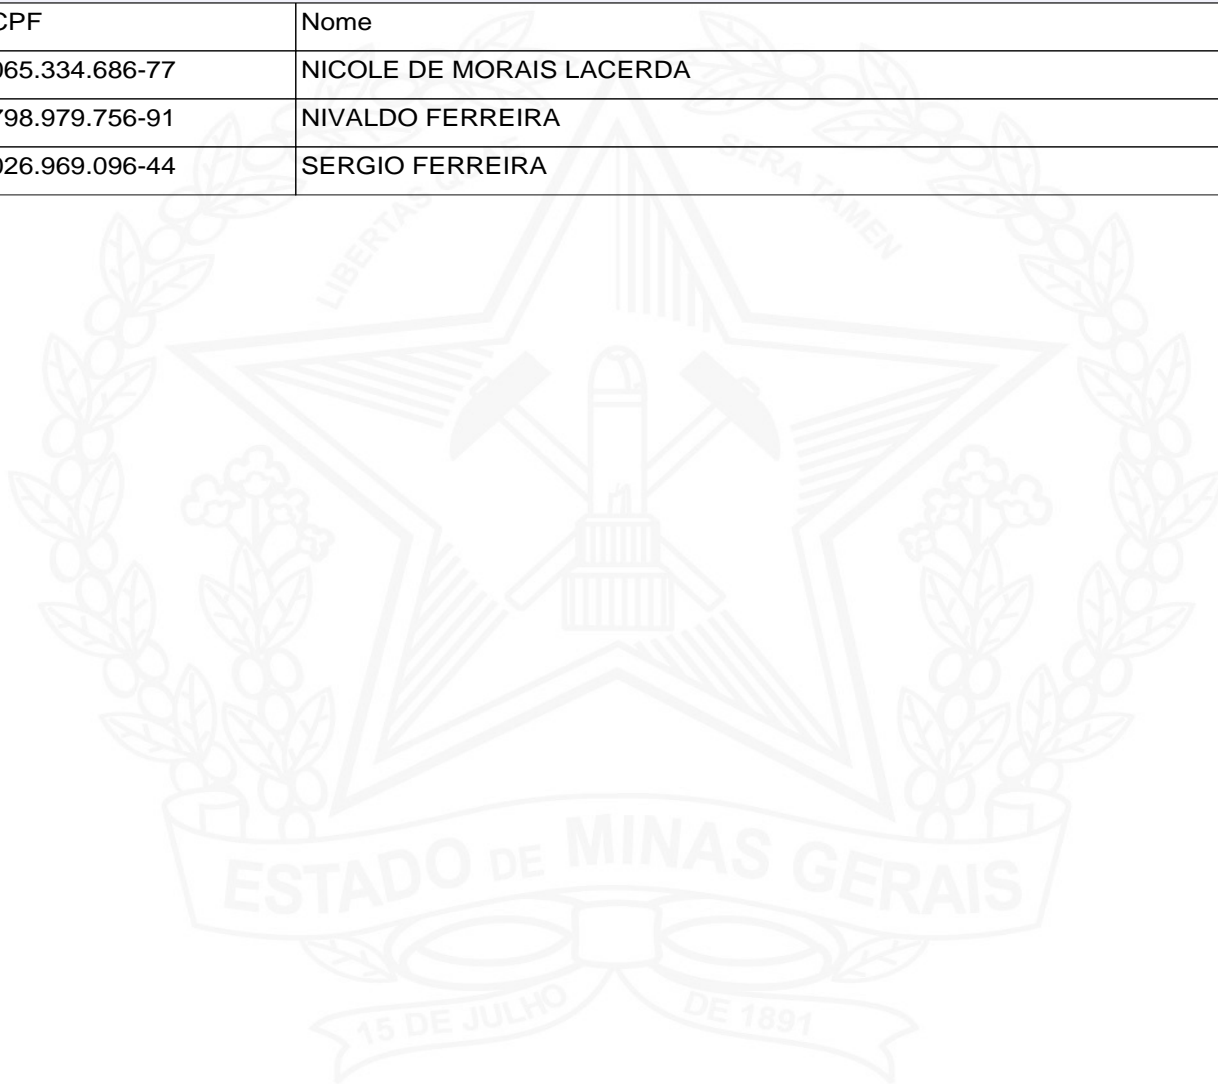 CPF Nome
065.334.686-77 NICOLE DE MORAIS LACERDA
798.979.756-91 NIVALDO FERREIRA
026.969.096-44 SERGIO FERREIRA
LIBERTAS QUÆ SERA TAMEN
ESTADO DE MINAS GERAIS
15 DE JULHO DE 1891